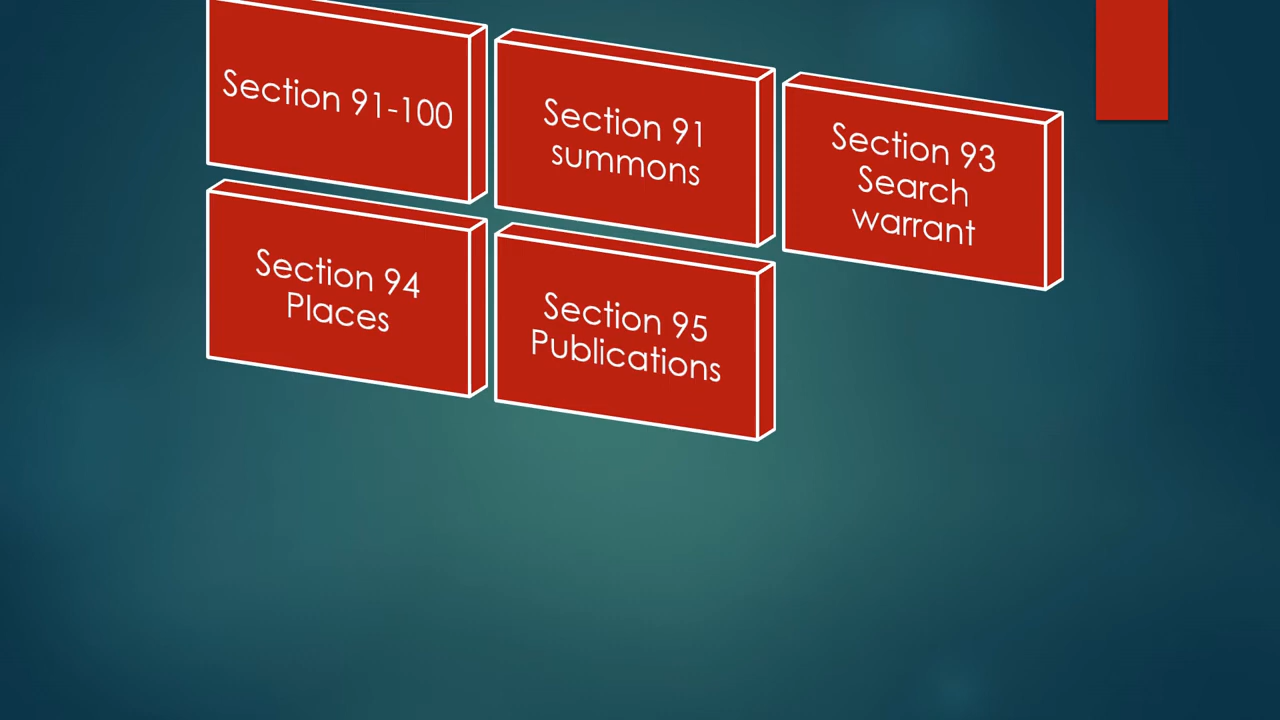 Section 91-100
Section 91
summons
Section 93
Search
warrant
Section 94
Places
Section 95
Publications